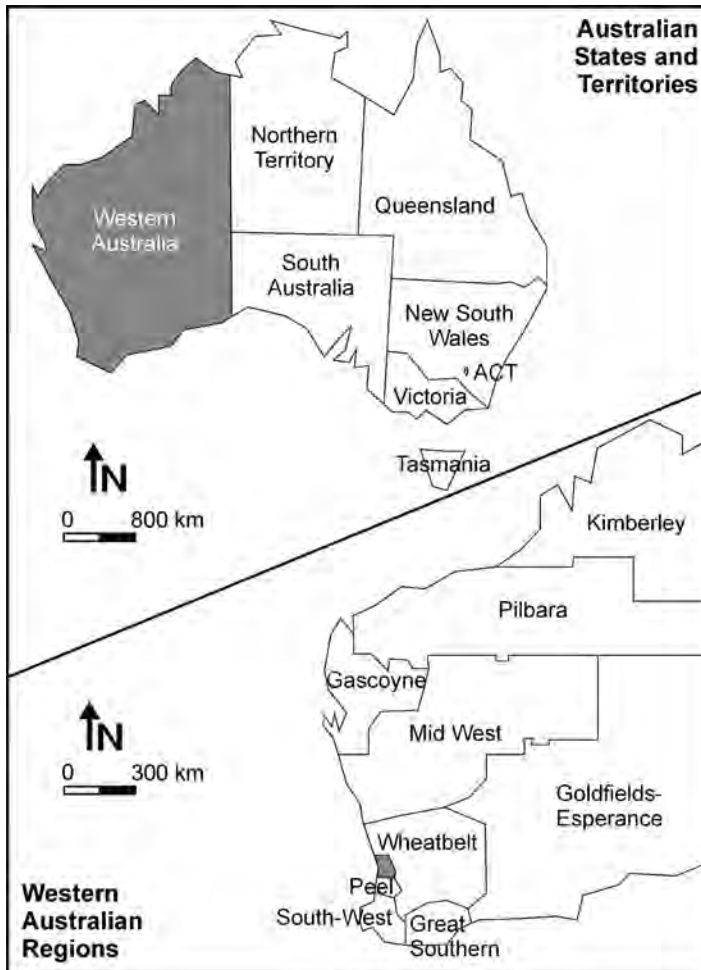 Australian
States and
Territories
Northern
Territory
Queensland
Western
Australia
South
Australia
New South
Wales
ACT
Victoria
Tasmania
N
0 800 km
Kimberley
Pilbara
Gascoyne
Mid West
N
0 300 km
Goldfields-
Esperance
Wheatbelt
Peel
South-West
Great
Southern
Western
Australian
Regions